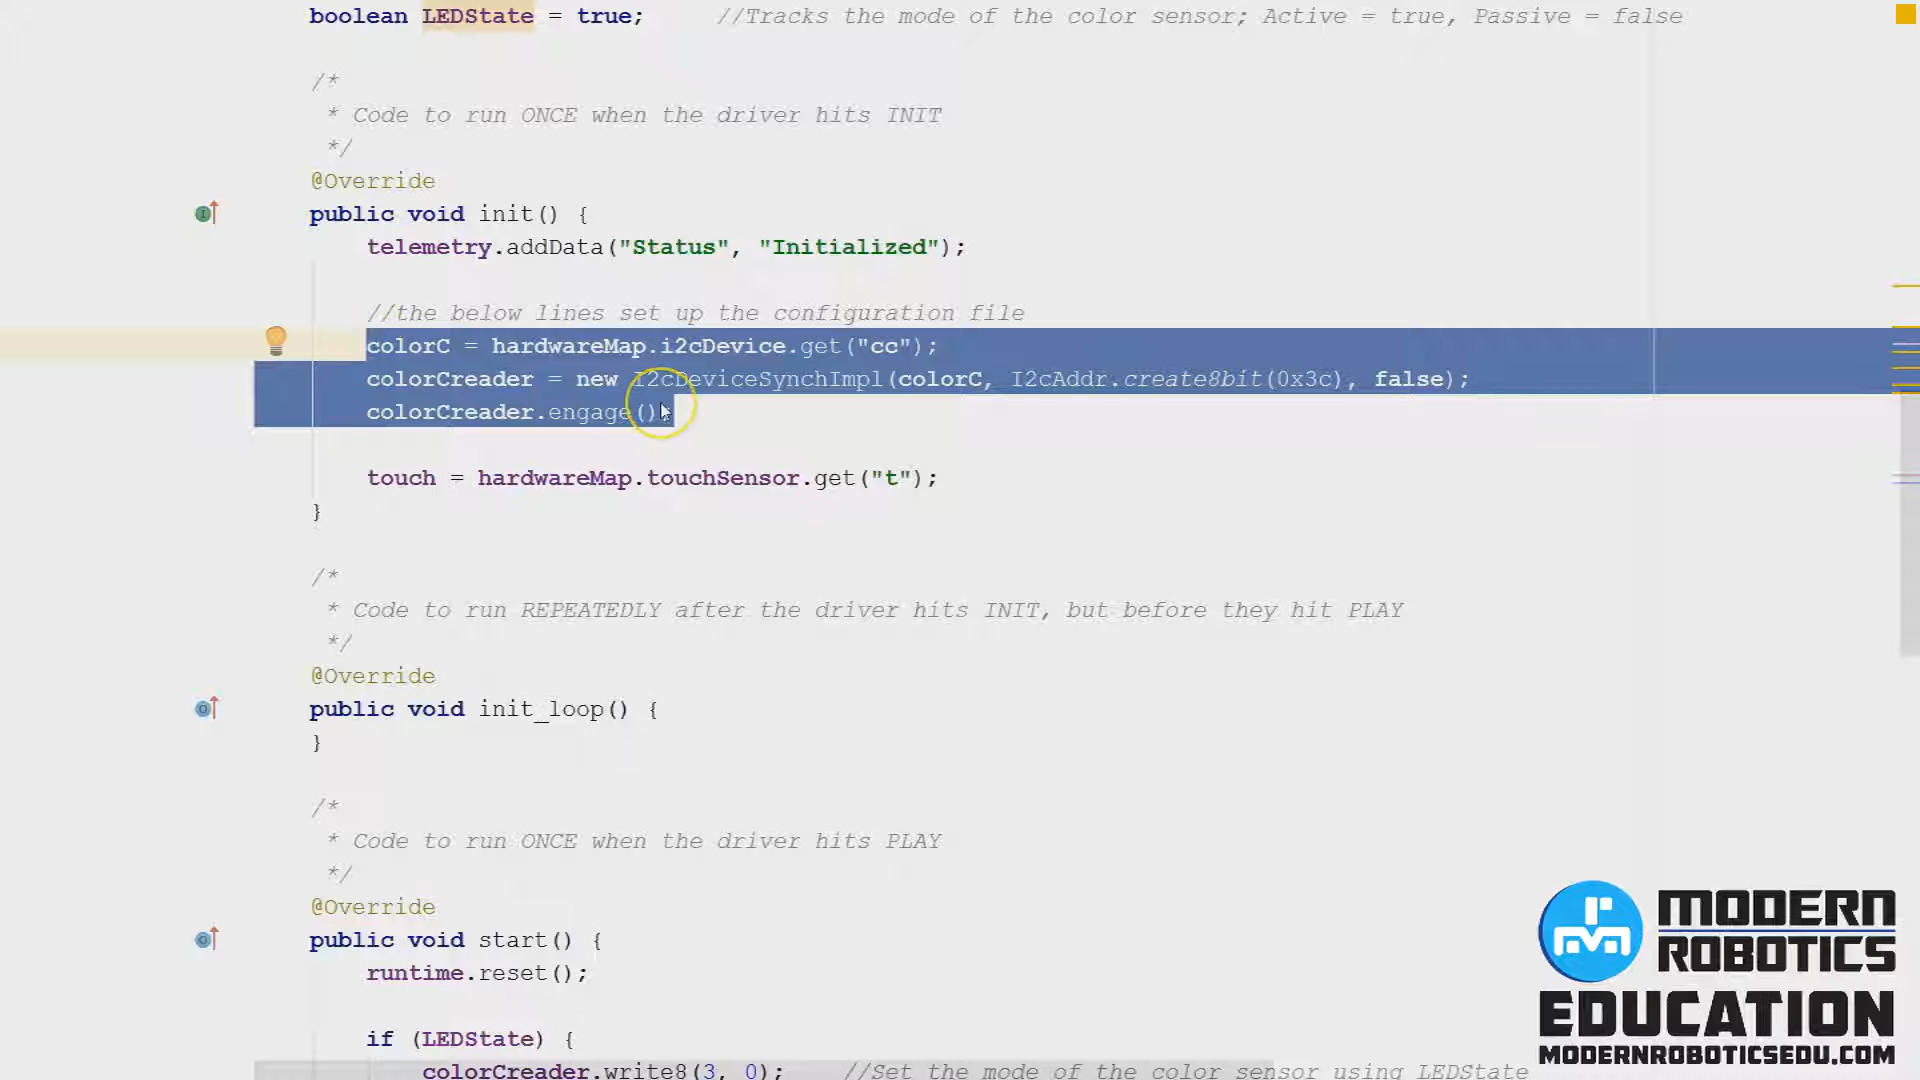 boolean LEDState = true; //Tracks the mode of the color sensor; Active = true, Passive = false
/*
* Code to run ONCE when the driver hits INIT
*/
@Override
public void init() {
telemetry.addData("Status", "Initialized");
//the below lines set up the configuration file
colorC = hardwareMap.i2cDevice.get("cc");
colorCreader = new I2cDeviceSynchImpl(colorC, I2cAddr.create8bit(0x3c), false);
colorCreader.engage();
touch = hardwareMap.touchSensor.get("t");
}
/*
* Code to run REPEATEDLY after the driver hits INIT, but before they hit PLAY
*/
@Override
public void init_loop() {
}
/*
* Code to run ONCE when the driver hits PLAY
*/
@Override
public void start() {
runtime.reset();
if (LEDState) {
colorCreader.write8(3, 0); //Set the mode of the color sensor using LEDState
MODERN
ROBOTICS
EDUCATION
MODERNROBOTICSEDU.COM